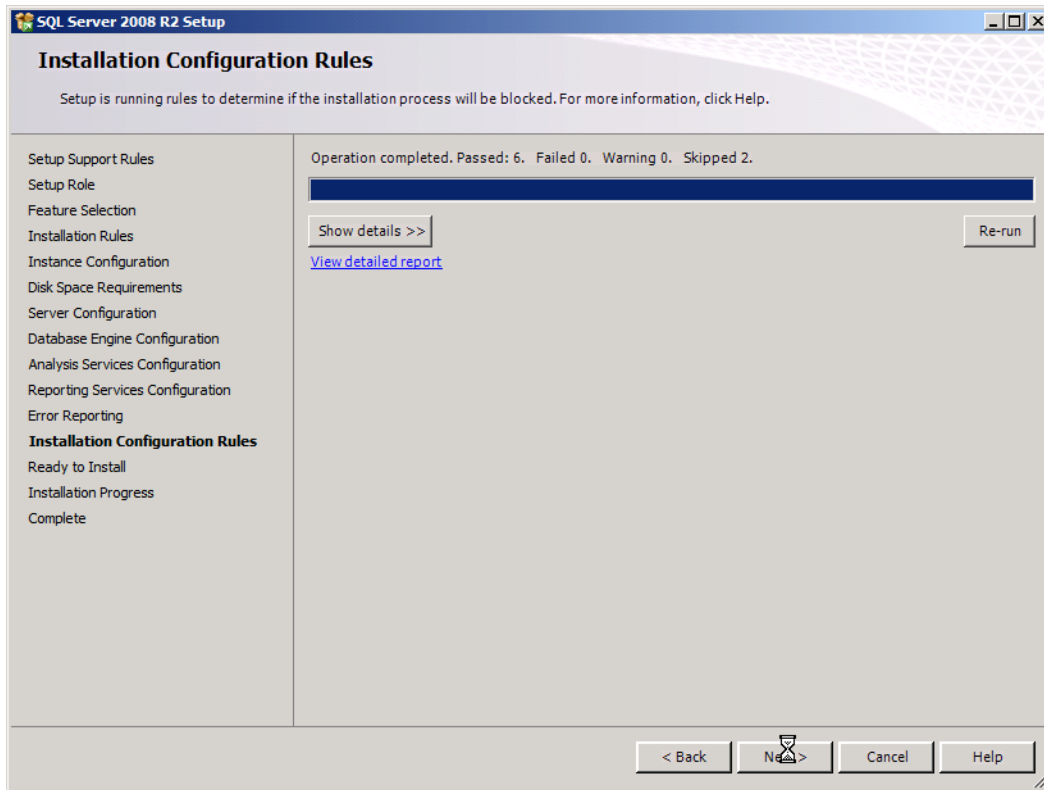 SQL Server 2008 R2 Setup
Installation Configuration Rules
Setup is running rules to determine if the installation process will be blocked. For more information, click Help.
Setup Support Rules
Setup Role
Feature Selection
Installation Rules
Instance Configuration
Disk Space Requirements
Server Configuration
Database Engine Configuration
Analysis Services Configuration
Reporting Services Configuration
Error Reporting
Installation Configuration Rules
Ready to Install
Installation Progress
Complete
Operation completed. Passed: 6. Failed 0. Warning 0. Skipped 2.
Show details >>
Re-run
View detailed report
< Back
Cancel
Help